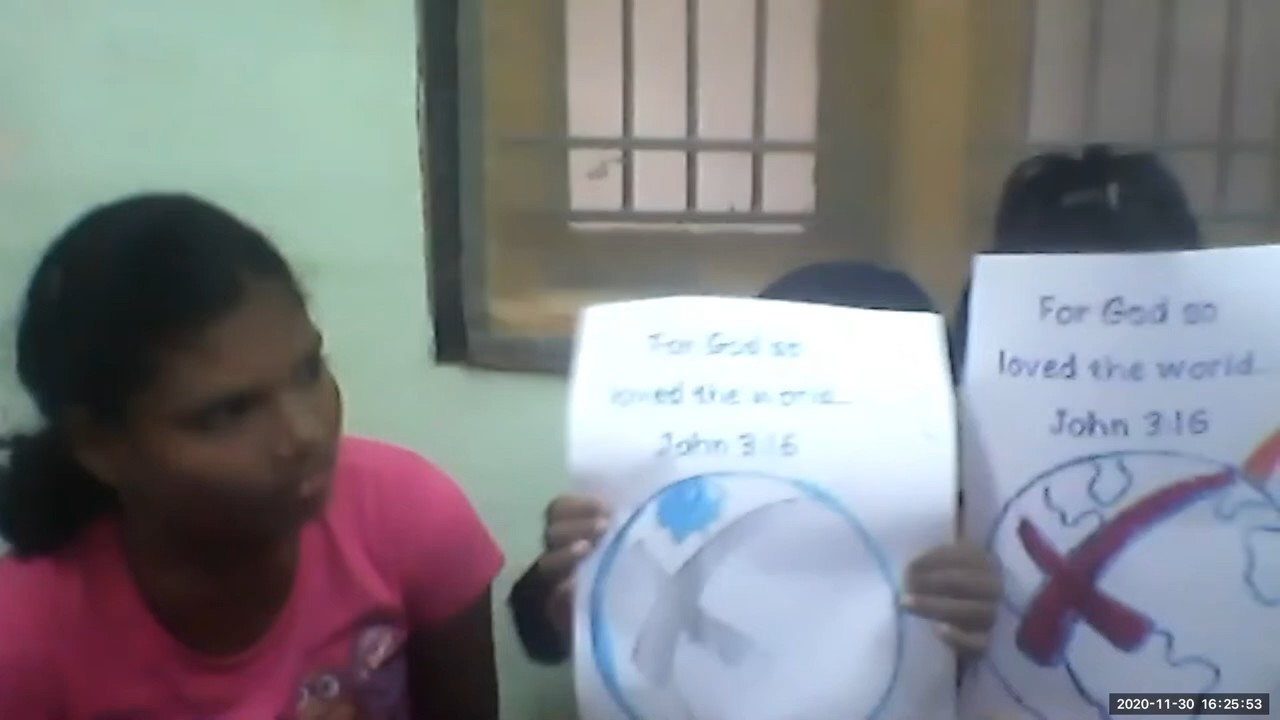 For God so
loved the world...
John 3:16
For God so
loved the world...
John 3:16
2020-11-30 16:25:53